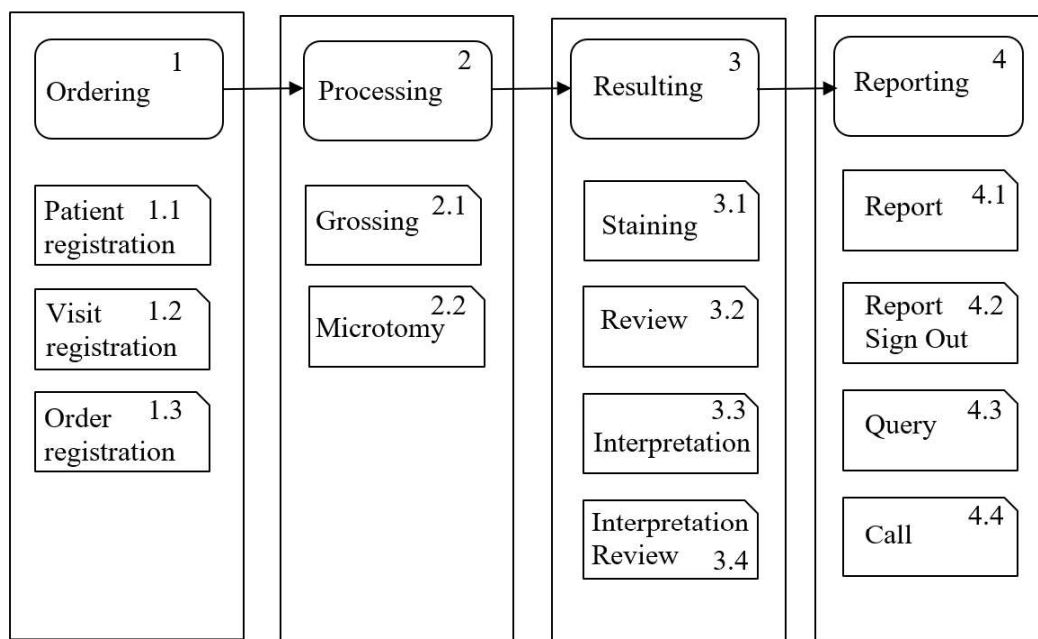 1
Ordering
Patient 1.1
registration
Visit 1.2
registration
Order 1.3
registration
2
Processing
2.1
Grossing
2.2
Microtomy
3
Resulting
3.1
Staining
Review 3.2
3.3
Interpretation
Interpretation
Review 3.4
4
Reporting
Report 4.1
Report 4.2
Sign Out
Query 4.3
4.4
Call